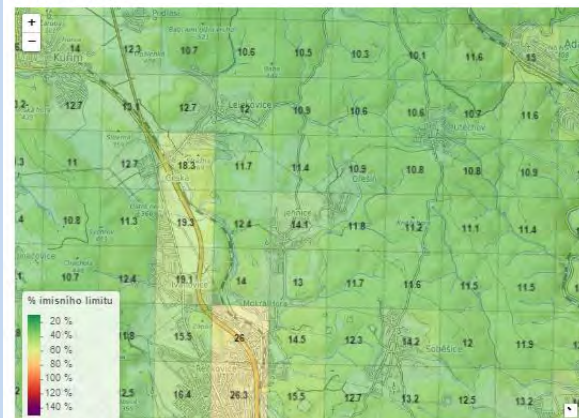 +
−
14 12.3 10.7 10.6 10.5 10.3 10.1 11.6 15
Kuřim
12.7 13.1 12.7 12 10.9 10.6 10.6 10.7 11.6
Lelekovice
Útěchov
11 12.7 18.3 11.7 11.4 10.9 10.8 10.8 10.9
Česká
10.8 11.3 19.3 12.4 14.1 11.8 11.2 11.1 11.4
Jehnice
10.7 12.4 19.1 14 13 11.7 11.6 11.5 11.5
Ivanovice
Mokrá Hora
11.8 15.5 26 14.5 12.3 14.2 12 11.9
Soběšice
Řečkovice
12.5 16.4 26.3 15.5 12.7 13.2 12.5 13.2
% imisního limitu
20 %
40 %
60 %
80 %
100 %
120 %
140 %